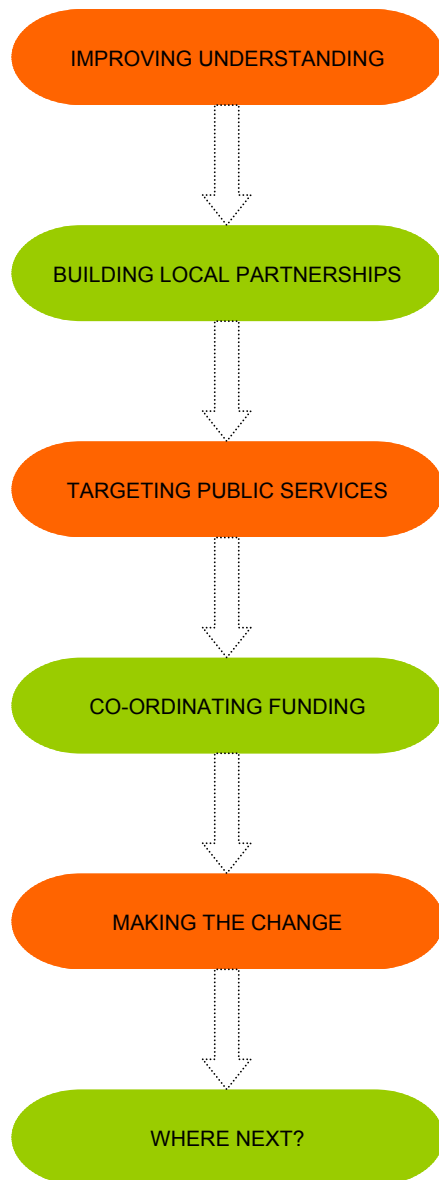 IMPROVING UNDERSTANDING
BUILDING LOCAL PARTNERSHIPS
TARGETING PUBLIC SERVICES
CO-ORDINATING FUNDING
MAKING THE CHANGE
WHERE NEXT?